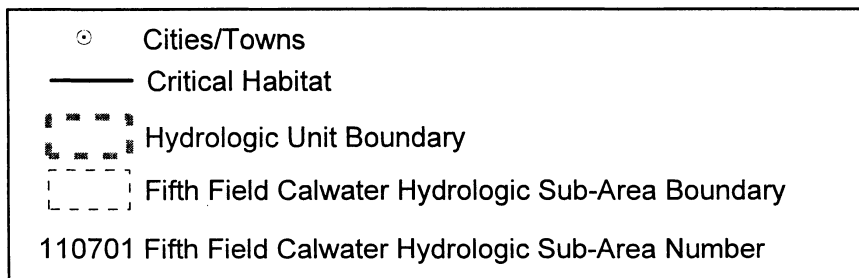 Cities/Towns
Critical Habitat
Hydrologic Unit Boundary
Fifth Field Calwater Hydrologic Sub-Area Boundary
110701 Fifth Field Calwater Hydrologic Sub-Area Number